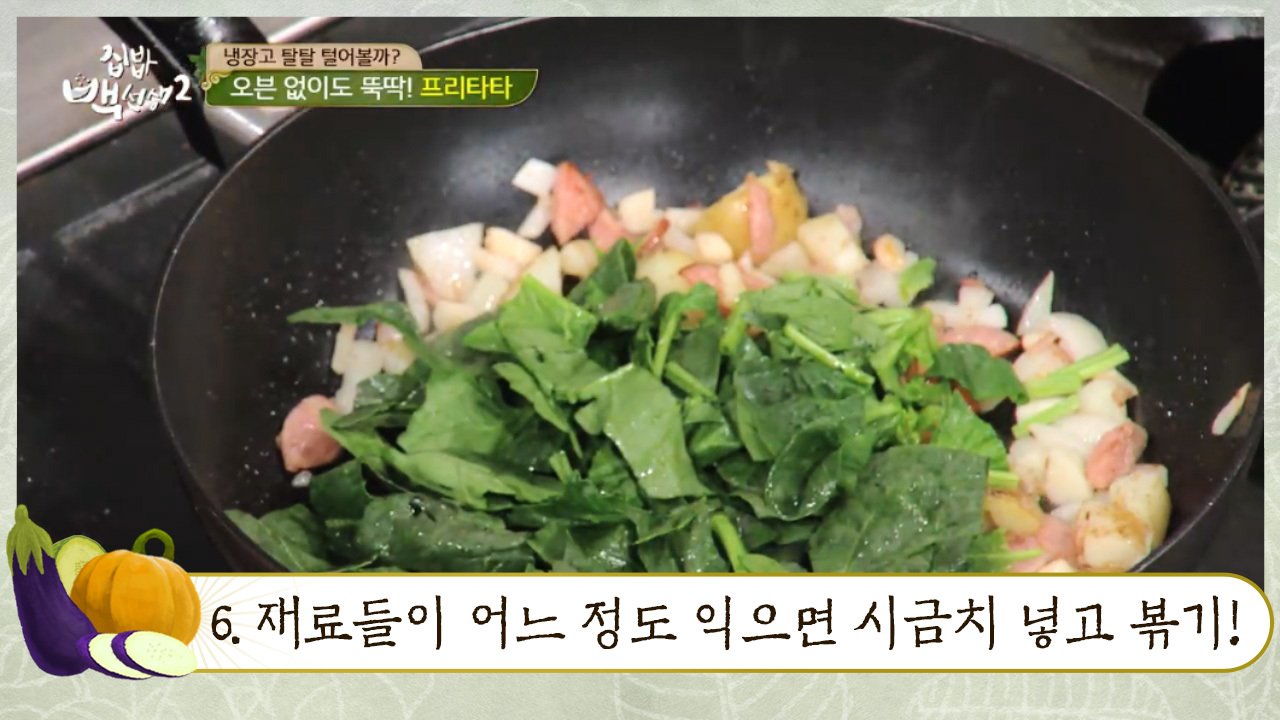 집밥
백선생2
냉장고 탈탈 털어볼까?
오븐 없이도 뚝딱! 프리타타
6. 재료들이 어느 정도 익으면 시금치 넣고 볶기!